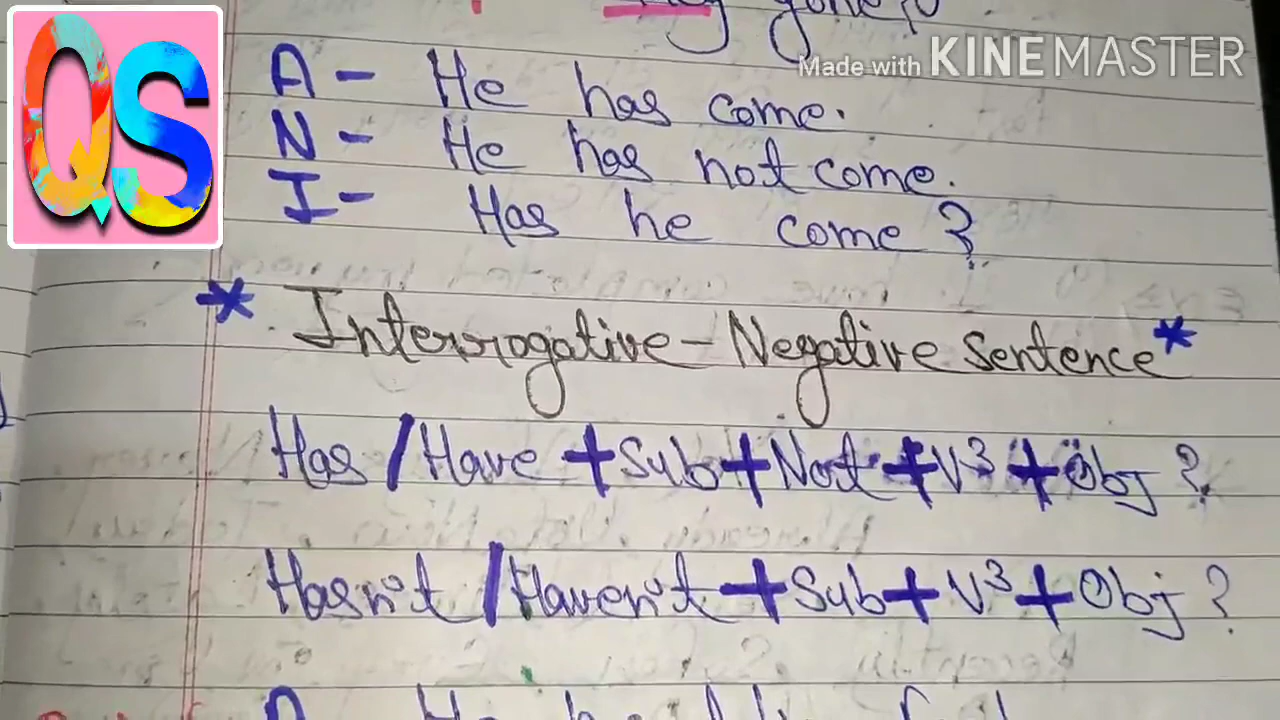 QS
Made with KINEMASTER
A - He has come.
N - He has not come.
I - Has he come?
* Interrogative - Negative sentence *
Has / Have + Sub + Not + V3 + Obj ?
Hasn't / Haven't + Sub + V3 + Obj ?